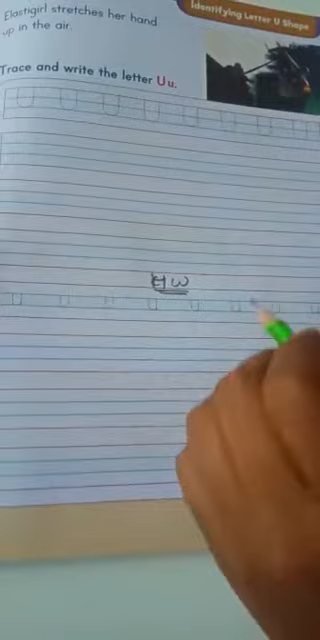 Identifying Letter U Shape
Elastigirl stretches her hand
up in the air.
Trace and write the letter Uu.
U U U U U U U U
HW
u u u u u u u u